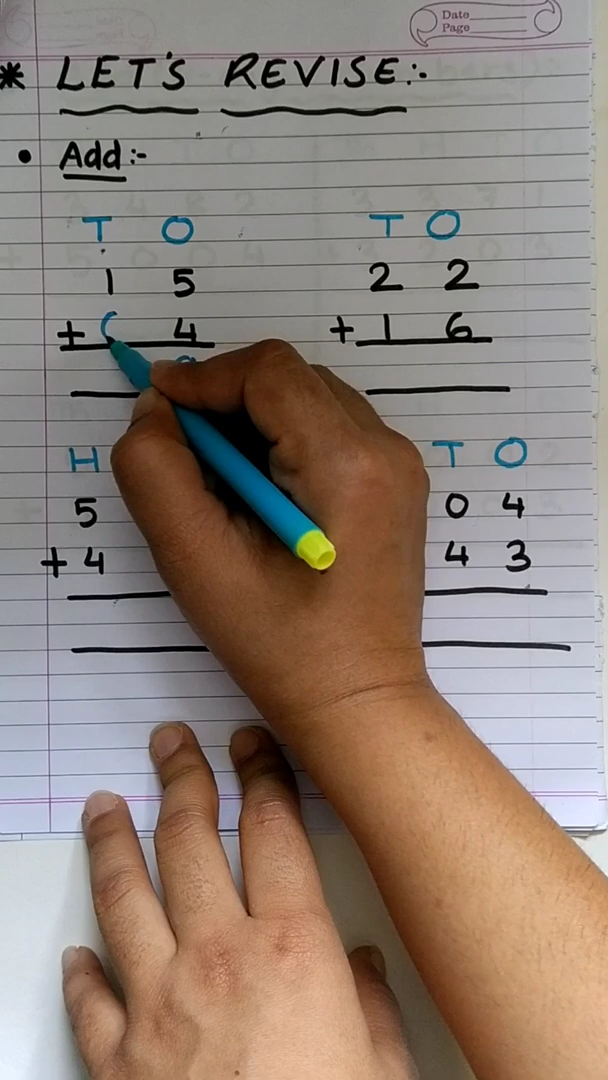 Date
Page
* LET'S REVISE:-
• Add:-
T O T O
1 5 2 2
+ 4 + 1 6
H T O
5 0 4
+ 4 4 3